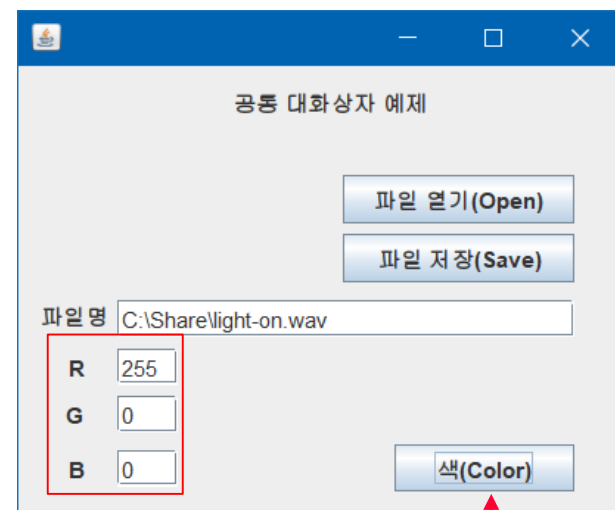 공통 대화상자 예제
파일 열기(Open)
파일 저장(Save)
파일명 C:\Share\light-on.wav
R 255
G 0
B 0 색(Color)